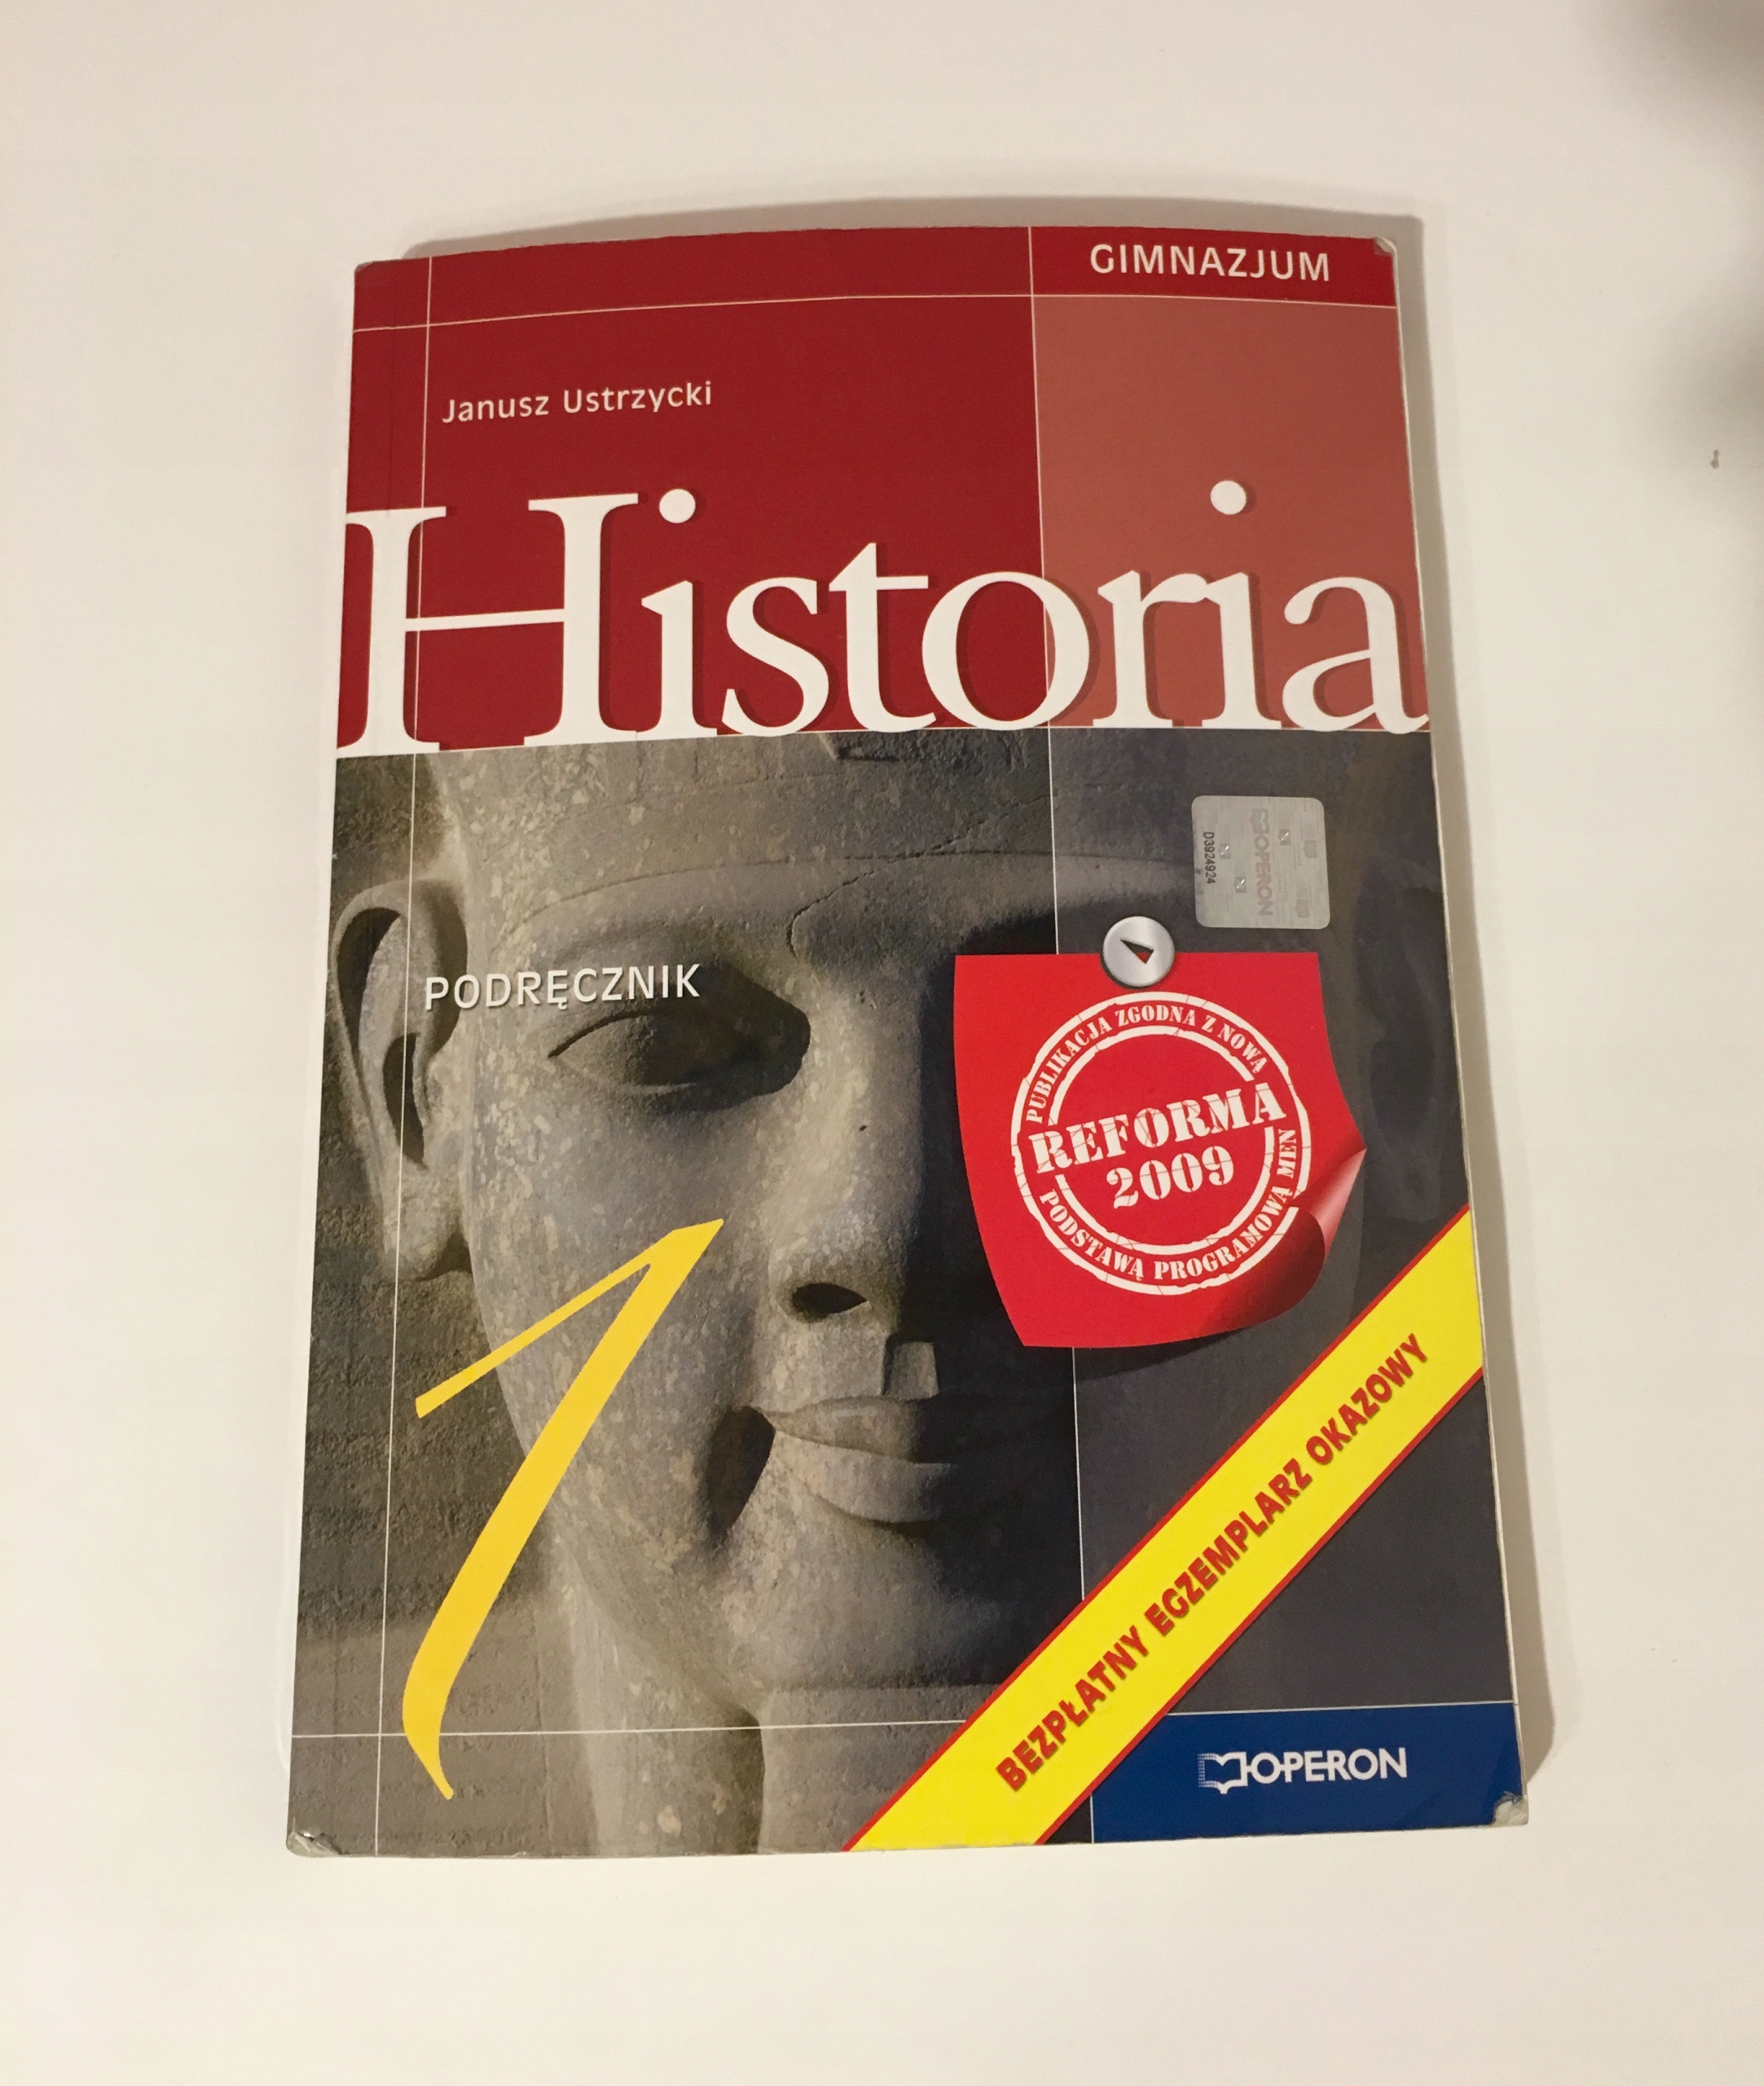 GIMNAZJUM
Janusz Ustrzycki
Historia
OPERON
D3924924
PODRĘCZNIK
PUBLIKACJA ZGODNA Z NOWĄ
REFORMA
2009
PODSTAWĄ PROGRAMOWĄ MEN
1
BEZPŁATNY EGZEMPLARZ OKAZOWY
OPERON